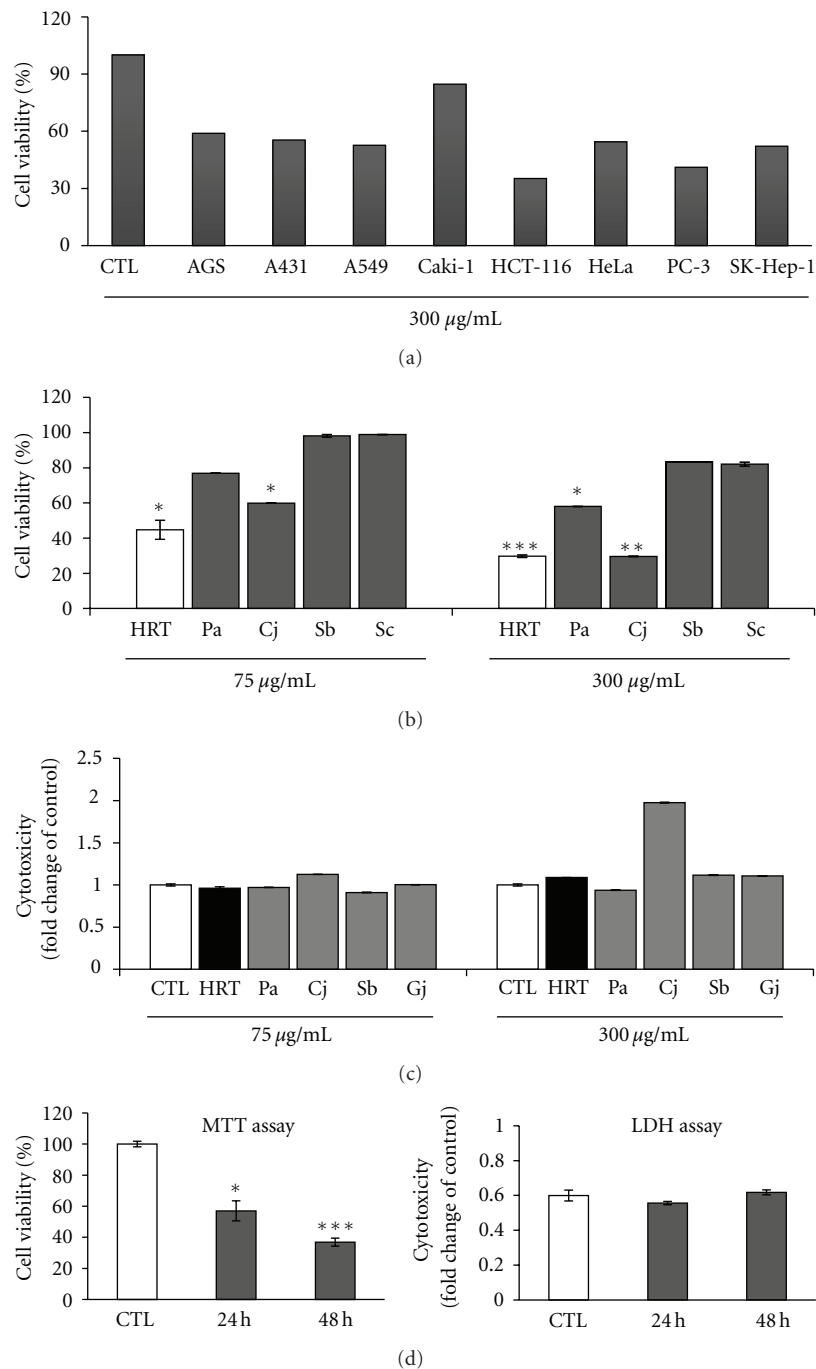 120
90
60
30
0
Cell viability (%)
CTL AGS A431 A549 Caki-1 HCT-116 HeLa PC-3 SK-Hep-1
300 µg/mL
(a)
120
100
80
60
40
20
0
Cell viability (%)
* * *** * **
HRT Pa Cj Sb Sc HRT Pa Cj Sb Sc
75 µg/mL 300 µg/mL
(b)
2.5
2
1.5
1
0.5
0
Cytotoxicity
(fold change of control)
CTL HRT Pa Cj Sb Gj CTL HRT Pa Cj Sb Gj
75 µg/mL 300 µg/mL
(c)
MTT assay
120
100
80
60
40
20
0
Cell viability (%)
*
***
CTL 24 h 48 h
LDH assay
1
0.8
0.6
0.4
0.2
0
Cytotoxicity
(fold change of control)
CTL 24 h 48 h
(d)